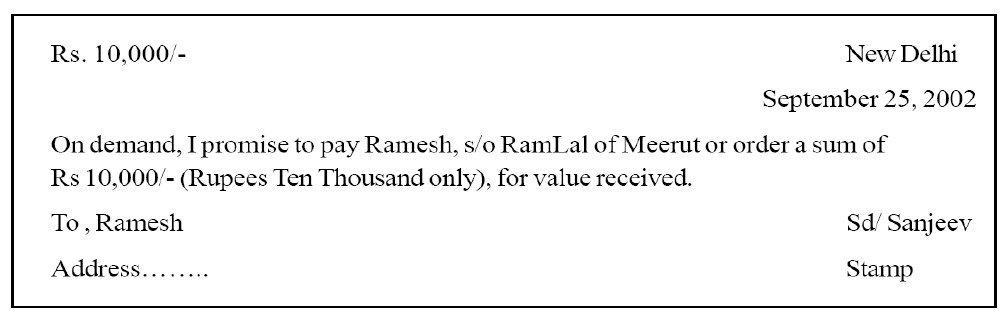 Rs. 10,000/- New Delhi
September 25, 2002
On demand, I promise to pay Ramesh, s/o RamLal of Meerut or order a sum of
Rs 10,000/- (Rupees Ten Thousand only), for value received.
To , Ramesh Sd/ Sanjeev
Address…….. Stamp